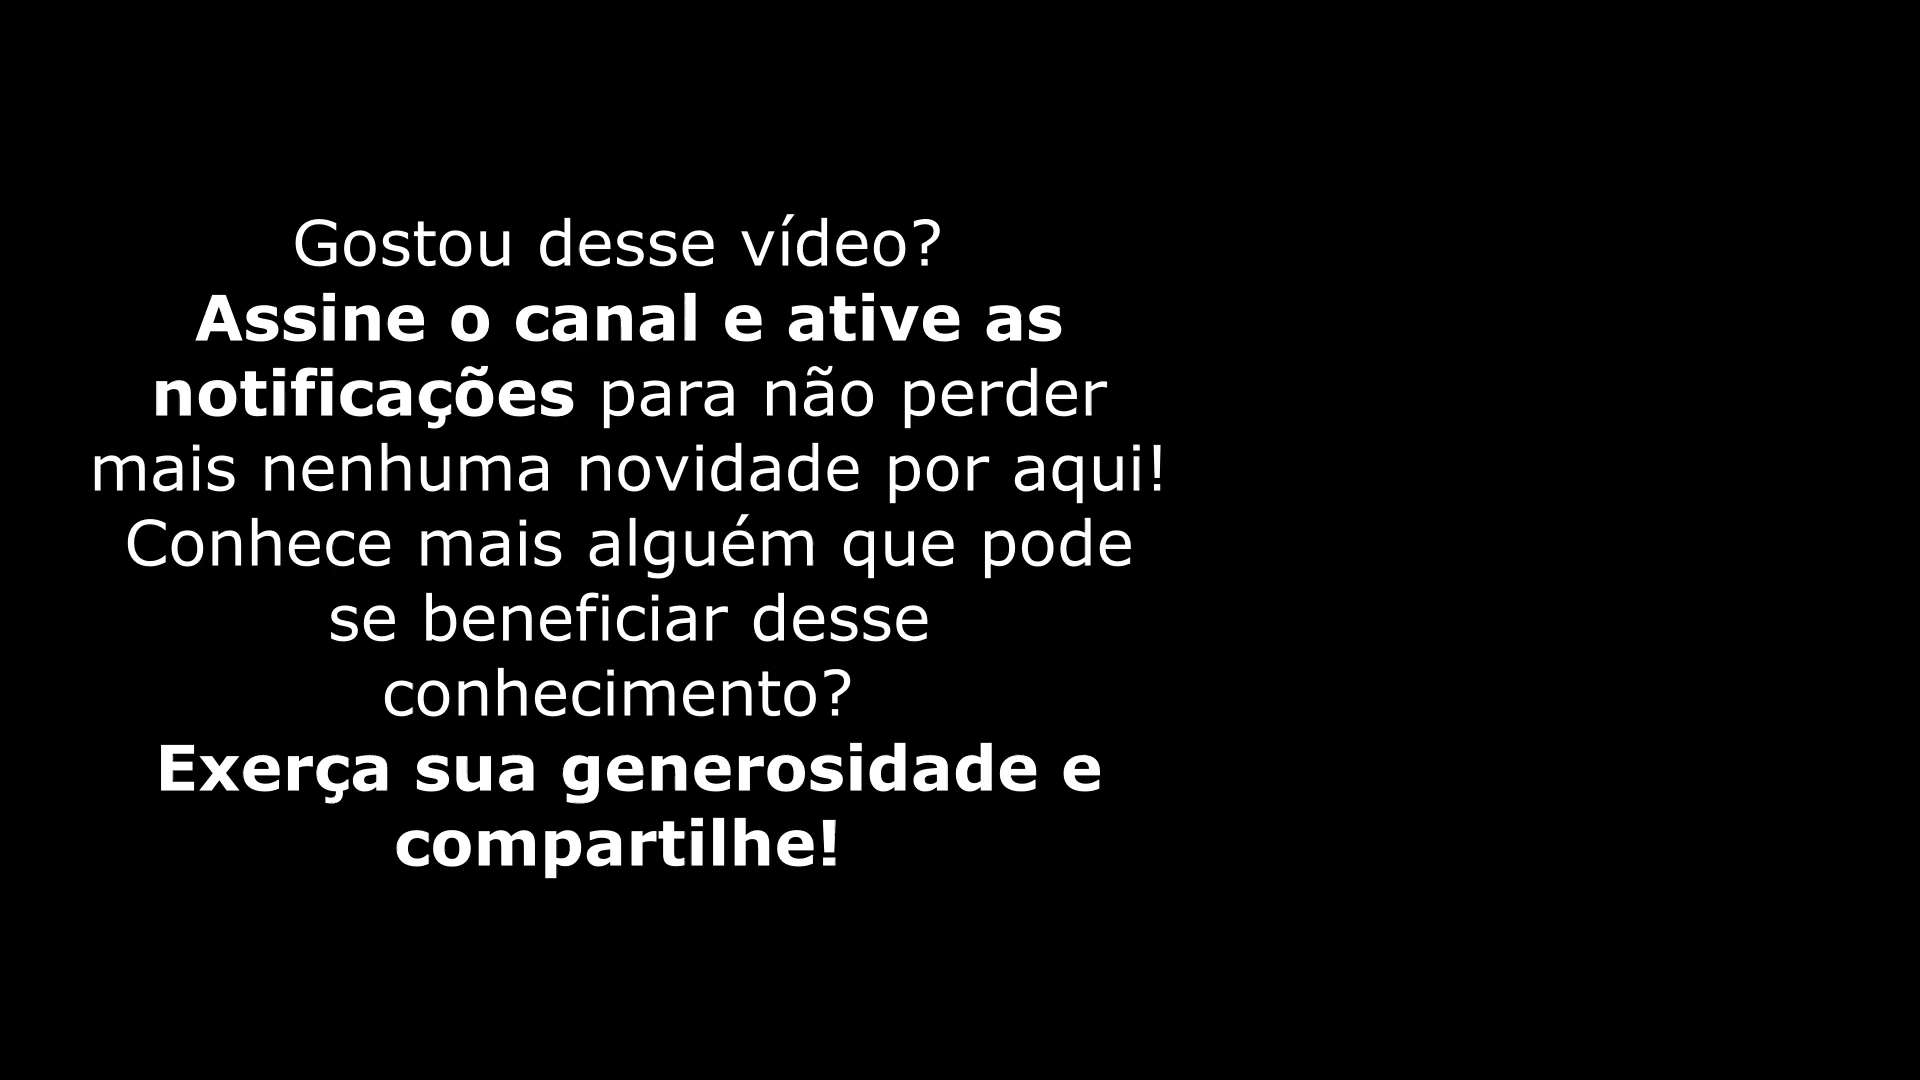 Gostou desse vídeo?
Assine o canal e ative as
notificações para não perder
mais nenhuma novidade por aqui!
Conhece mais alguém que pode
se beneficiar desse
conhecimento?
Exerça sua generosidade e
compartilhe!